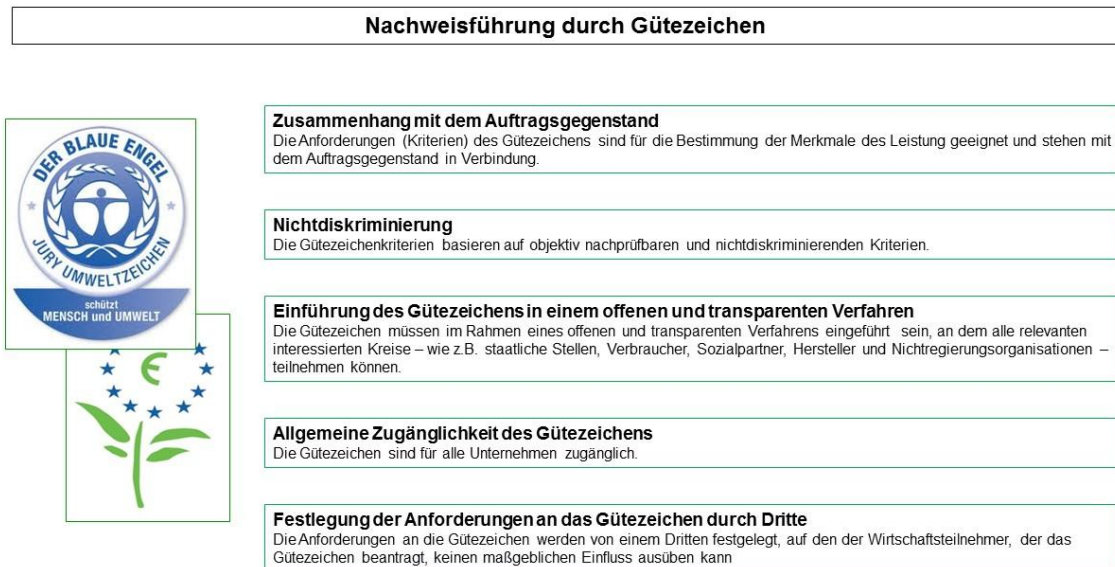 Nachweisführung durch Gütezeichen
DER BLAUE ENGEL
JURY UMWELTZEICHEN
schützt
MENSCH und UMWELT
Zusammenhang mit dem Auftragsgegenstand
Die Anforderungen (Kriterien) des Gütezeichens sind für die Bestimmung der Merkmale des Leistung geeignet und stehen mit
dem Auftragsgegenstand in Verbindung.
Nichtdiskriminierung
Die Gütezeichenkriterien basieren auf objektiv nachprüfbaren und nichtdiskriminierenden Kriterien.
Einführung des Gütezeichens in einem offenen und transparenten Verfahren
Die Gütezeichen müssen im Rahmen eines offenen und transparenten Verfahrens eingeführt sein, an dem alle relevanten
interessierten Kreise – wie z.B. staatliche Stellen, Verbraucher, Sozialpartner, Hersteller und Nichtregierungsorganisationen –
teilnehmen können.
Allgemeine Zugänglichkeit des Gütezeichens
Die Gütezeichen sind für alle Unternehmen zugänglich.
Festlegung der Anforderungen an das Gütezeichen durch Dritte
Die Anforderungen an die Gütezeichen werden von einem Dritten festgelegt, auf den der Wirtschaftsteilnehmer, der das
Gütezeichen beantragt, keinen maßgeblichen Einfluss ausüben kann